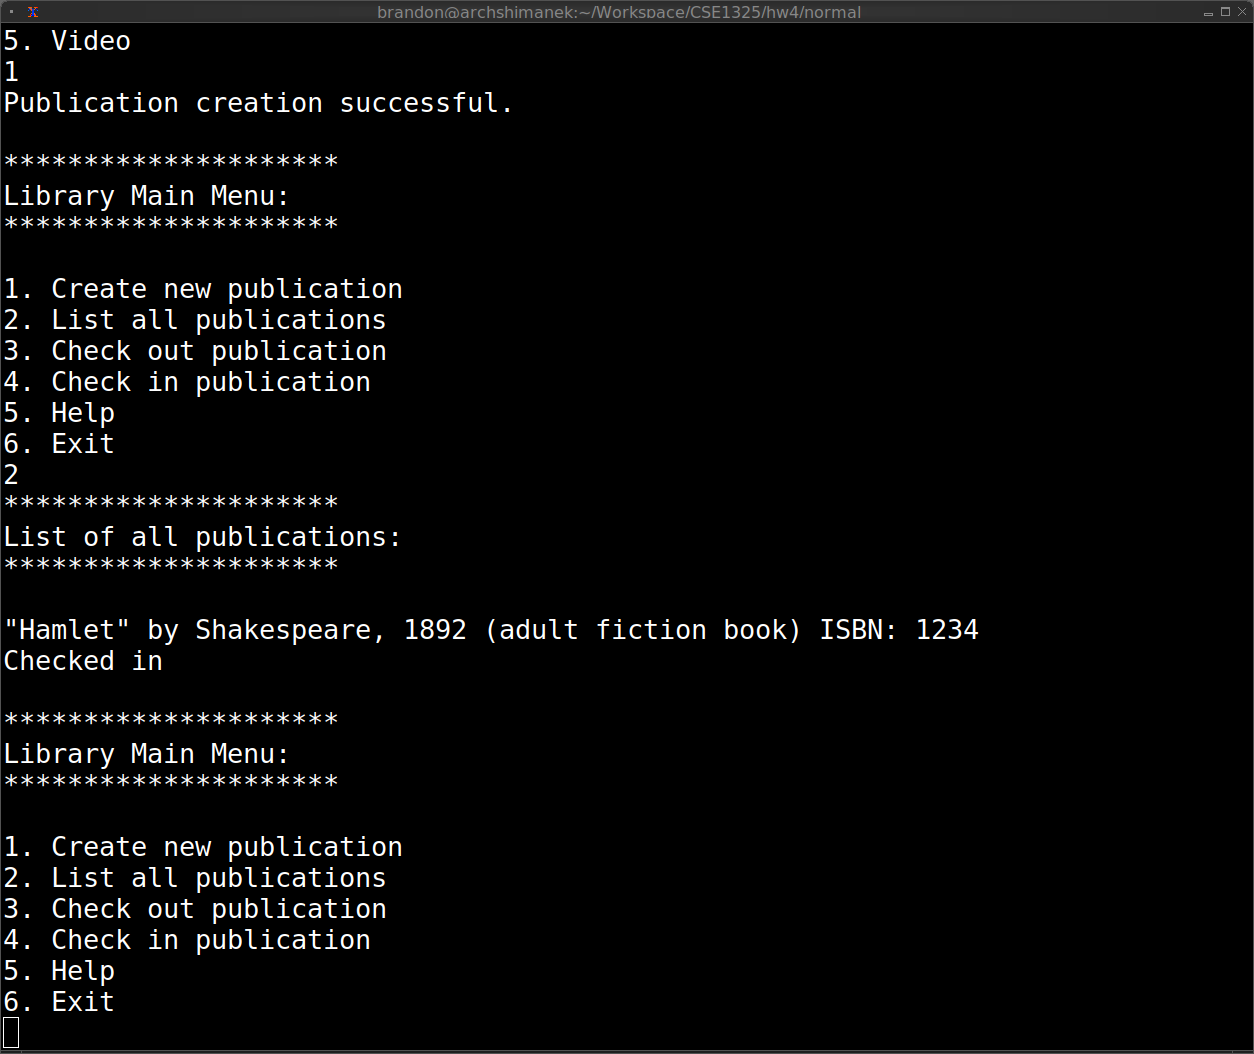 brandon@archshimanek:~/Workspace/CSE1325/hw4/normal
5. Video
1
Publication creation successful.
*********************
Library Main Menu:
*********************
1. Create new publication
2. List all publications
3. Check out publication
4. Check in publication
5. Help
6. Exit
2
*********************
List of all publications:
*********************
"Hamlet" by Shakespeare, 1892 (adult fiction book) ISBN: 1234
Checked in
*********************
Library Main Menu:
*********************
1. Create new publication
2. List all publications
3. Check out publication
4. Check in publication
5. Help
6. Exit